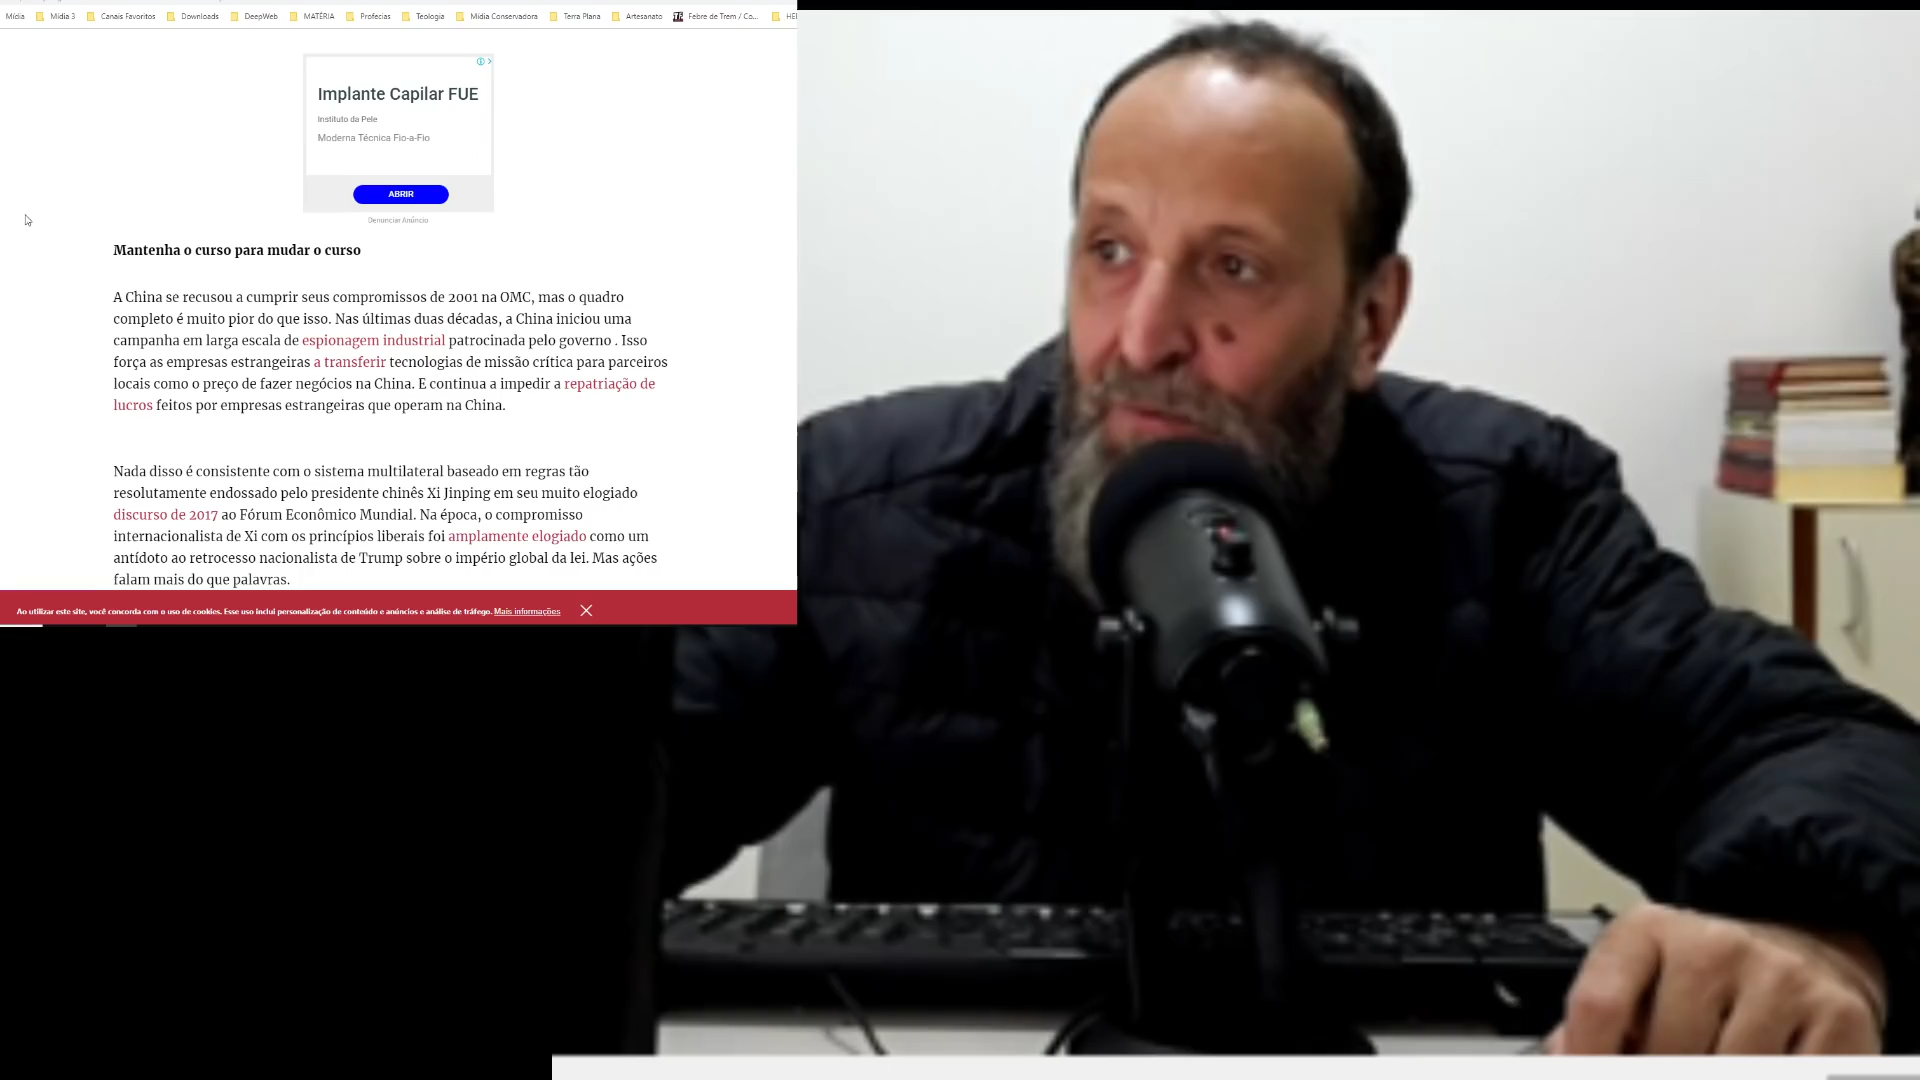 Mídia Mídia 3 Canais Favoritos Downloads DeepWeb MATÉRIA Profecias Teologia Mídia Conservadora Terra Plana Artesanato Febre de Trem / Co... HE
Implante Capilar FUE
Instituto da Pele
Moderna Técnica Fio-a-Fio
ABRIR
Denunciar Anúncio
Mantenha o curso para mudar o curso
A China se recusou a cumprir seus compromissos de 2001 na OMC, mas o quadro
completo é muito pior do que isso. Nas últimas duas décadas, a China iniciou uma
campanha em larga escala de espionagem industrial patrocinada pelo governo . Isso
força as empresas estrangeiras a transferir tecnologias de missão crítica para parceiros
locais como o preço de fazer negócios na China. E continua a impedir a repatriação de
lucros feitos por empresas estrangeiras que operam na China.
Nada disso é consistente com o sistema multilateral baseado em regras tão
resolutamente endossado pelo presidente chinês Xi Jinping em seu muito elogiado
discurso de 2017 ao Fórum Econômico Mundial. Na época, o compromisso
internacionalista de Xi com os princípios liberais foi amplamente elogiado como um
antídoto ao retrocesso nacionalista de Trump sobre o império global da lei. Mas ações
falam mais do que palavras.
Ao utilizar este site, você concorda com o uso de cookies. Esse uso inclui personalização de conteúdo e anúncios e análise de tráfego. Mais informações